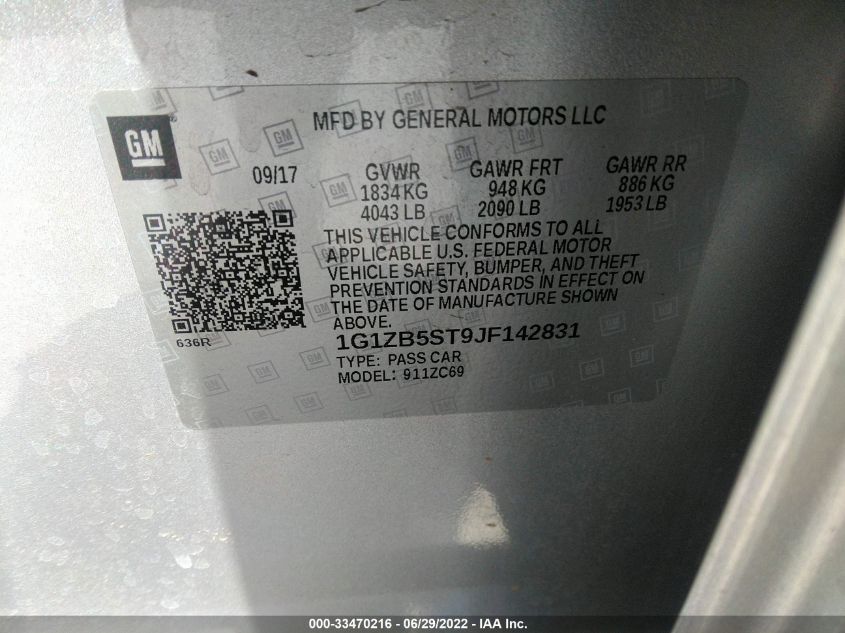 GM
MFD BY GENERAL MOTORS LLC
09/17 GVWR GAWR FRT GAWR RR
1834 KG 948 KG 886 KG
4043 LB 2090 LB 1953 LB
THIS VEHICLE CONFORMS TO ALL
APPLICABLE U.S. FEDERAL MOTOR
VEHICLE SAFETY, BUMPER, AND THEFT
PREVENTION STANDARDS IN EFFECT ON
THE DATE OF MANUFACTURE SHOWN
ABOVE.
636R
1G1ZB5ST9JF142831
TYPE: PASS CAR
MODEL: 911ZC69
000-33470216 - 06/29/2022 - IAA Inc.